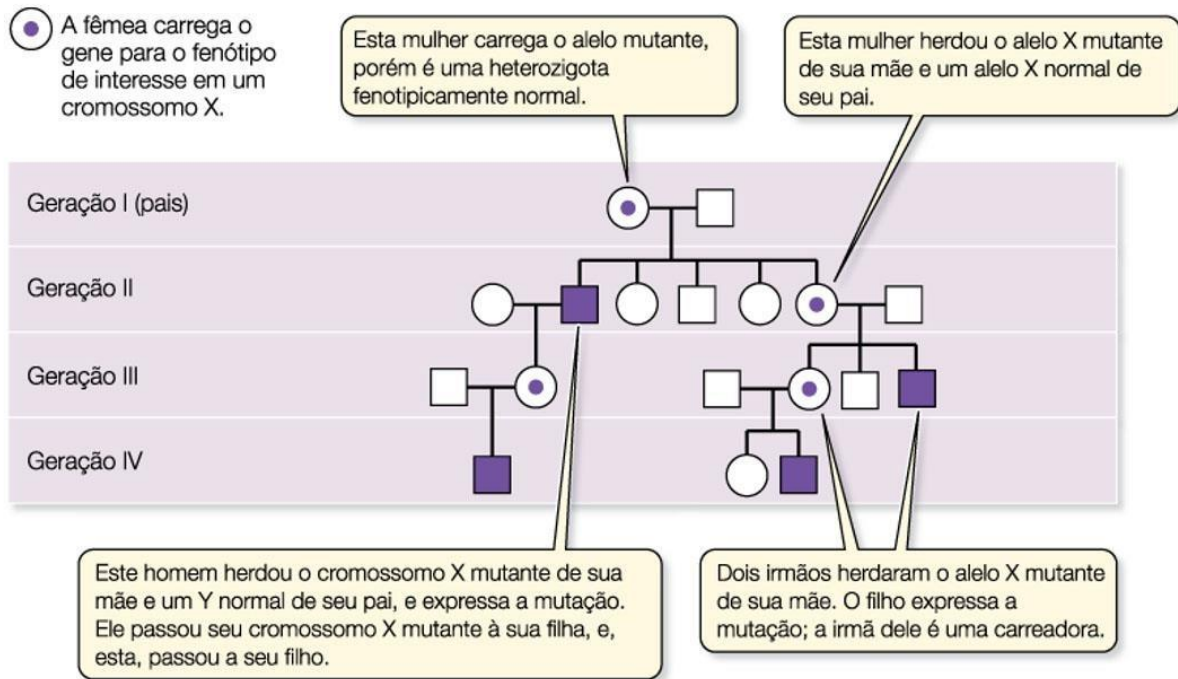 A fêmea carrega o
gene para o fenótipo
de interesse em um
cromossomo X.
Esta mulher carrega o alelo mutante,
porém é uma heterozigota
fenotipicamente normal.
Esta mulher herdou o alelo X mutante
de sua mãe e um alelo X normal de
seu pai.
Geração I (pais)
Geração II
Geração III
Geração IV
Este homem herdou o cromossomo X mutante de sua
mãe e um Y normal de seu pai, e expressa a mutação.
Ele passou seu cromossomo X mutante à sua filha, e,
esta, passou a seu filho.
Dois irmãos herdaram o alelo X mutante
de sua mãe. O filho expressa a
mutação; a irmã dele é uma carreadora.